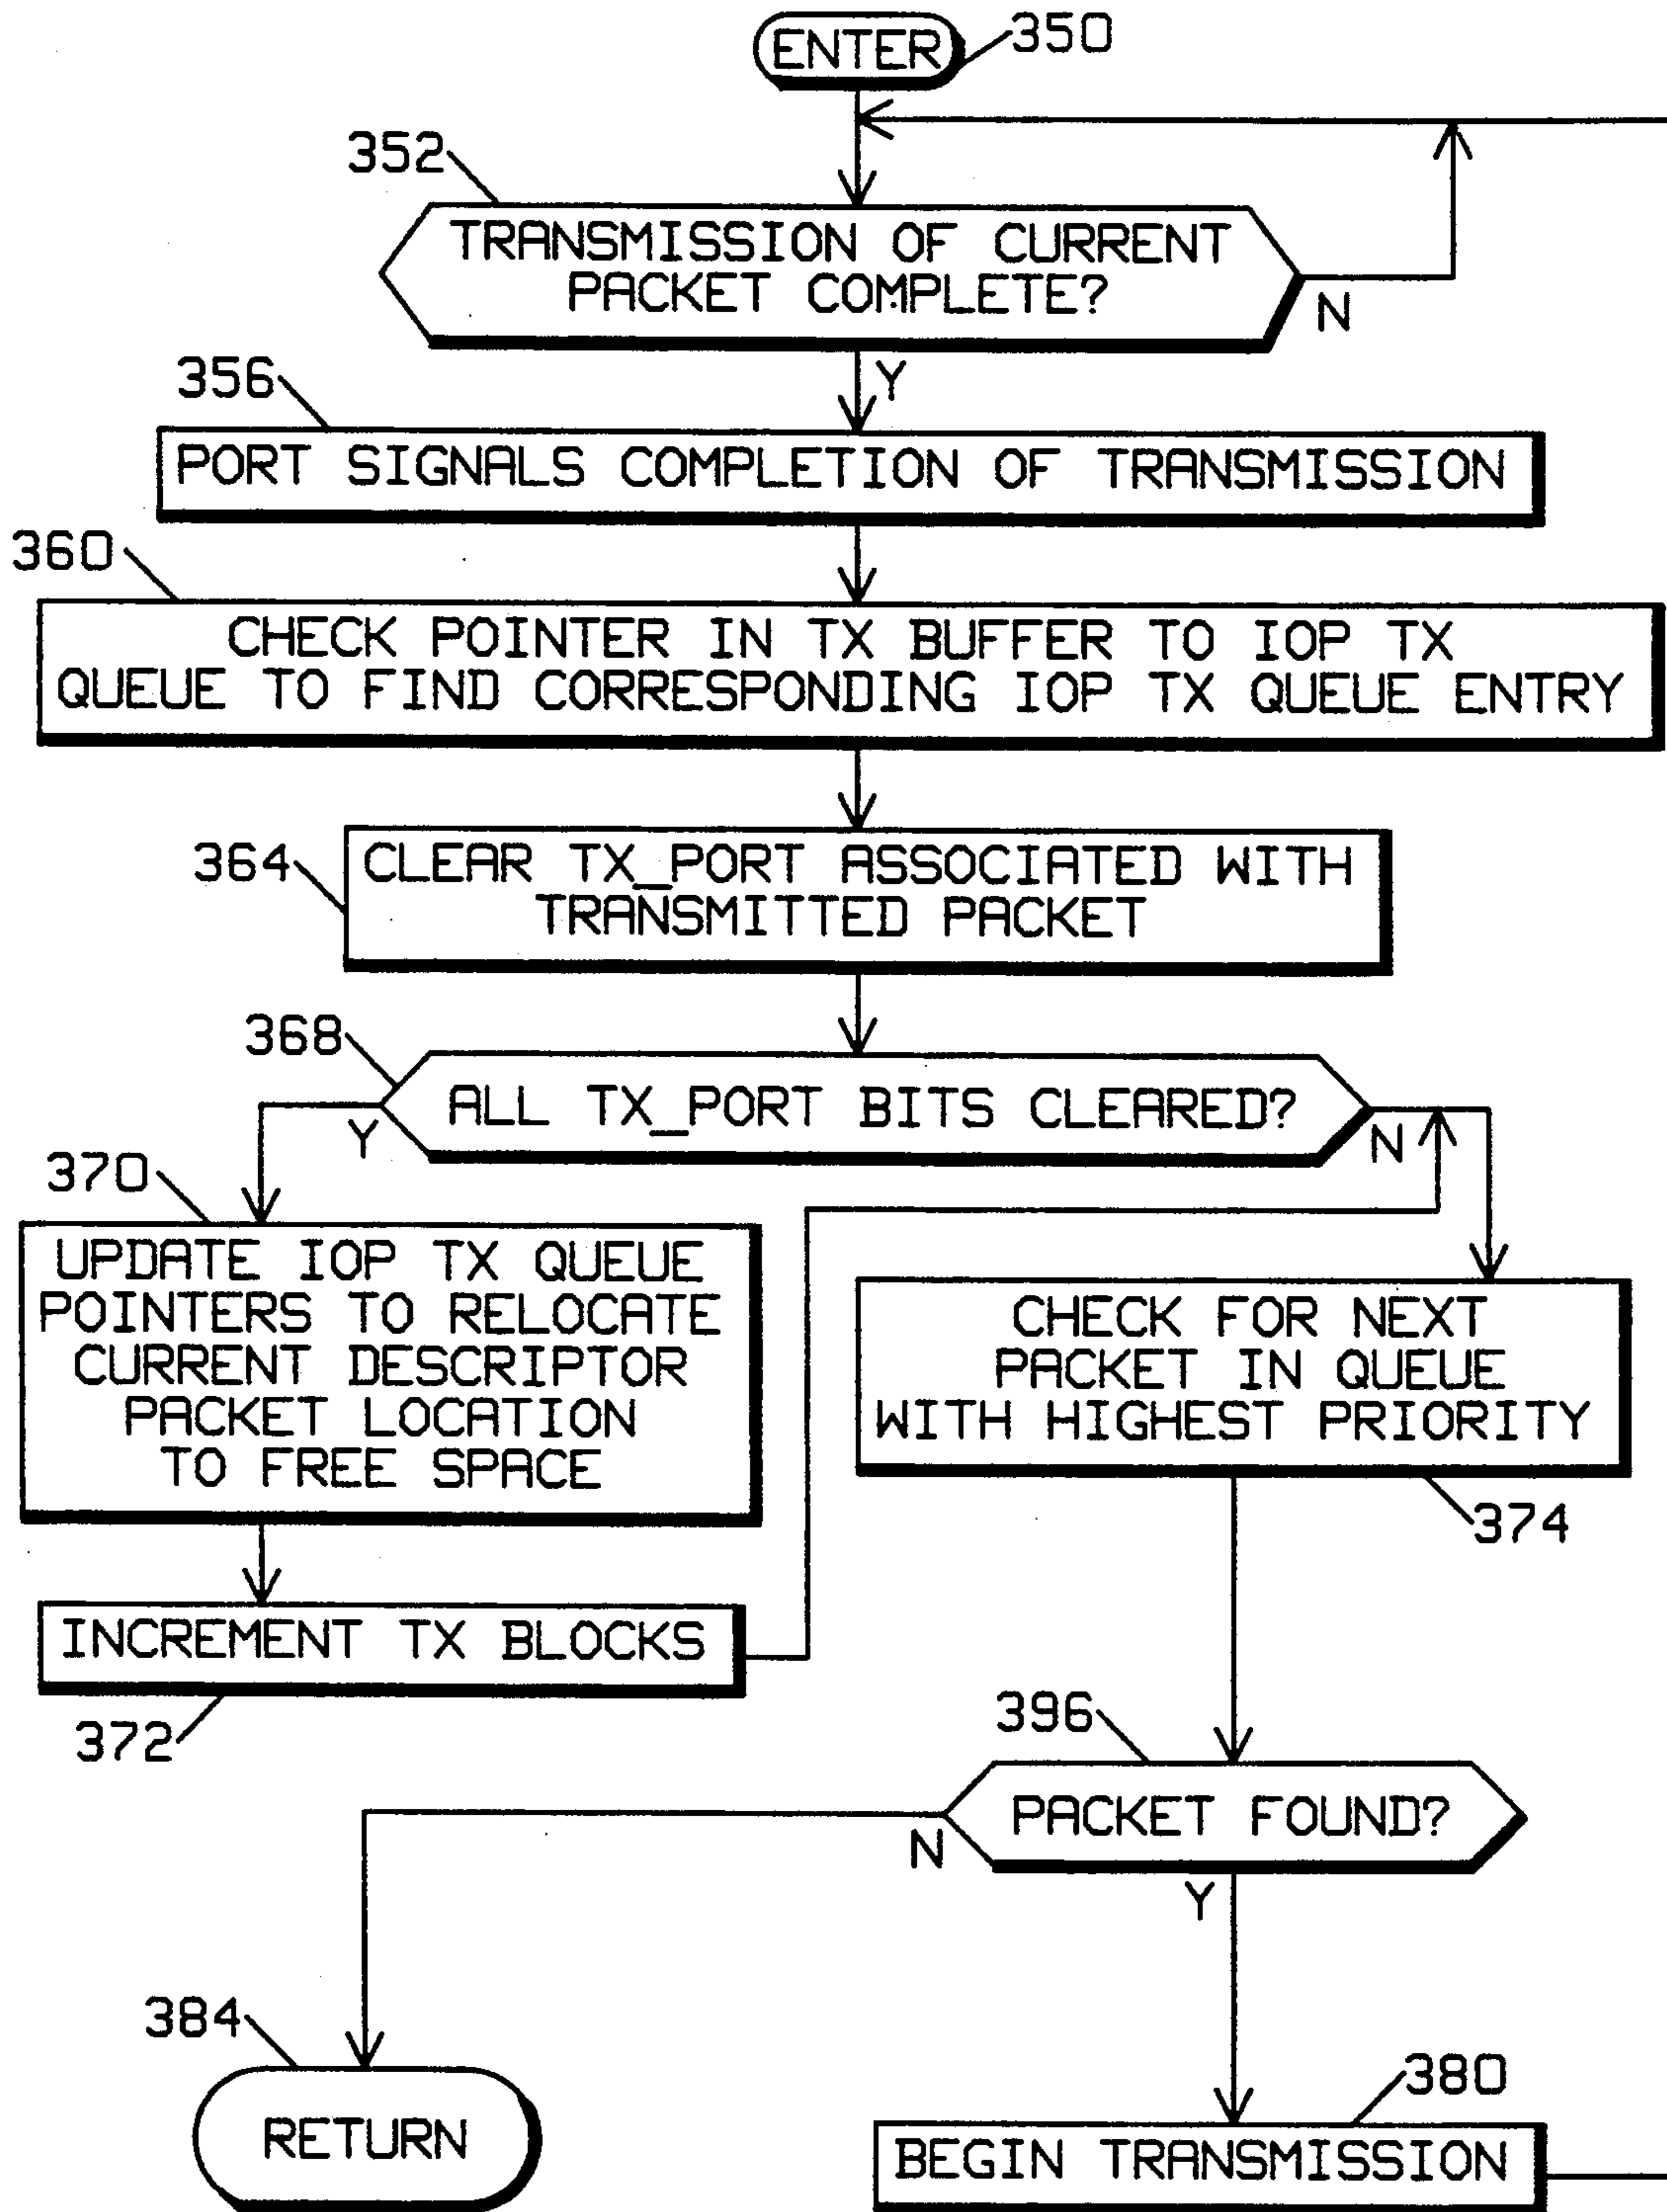 ENTER
350
352
TRANSMISSION OF CURRENT
PACKET COMPLETE?
N
Y
356
PORT SIGNALS COMPLETION OF TRANSMISSION
360
CHECK POINTER IN TX BUFFER TO IOP TX
QUEUE TO FIND CORRESPONDING IOP TX QUEUE ENTRY
364
CLEAR TX_PORT ASSOCIATED WITH
TRANSMITTED PACKET
368
ALL TX_PORT BITS CLEARED?
Y
N
370
UPDATE IOP TX QUEUE
POINTERS TO RELOCATE
CURRENT DESCRIPTOR
PACKET LOCATION
TO FREE SPACE
CHECK FOR NEXT
PACKET IN QUEUE
WITH HIGHEST PRIORITY
374
INCREMENT TX BLOCKS
372
396
PACKET FOUND?
N
Y
384
RETURN
380
BEGIN TRANSMISSION